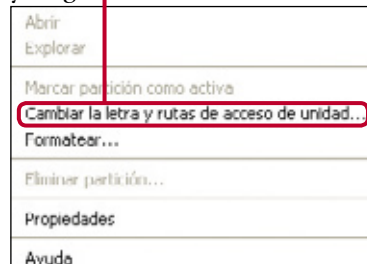 Abrir
Explorar
Marcar partición como activa
Cambiar la letra y rutas de acceso de unidad...
Formatear...
Eliminar partición...
Propiedades
Ayuda